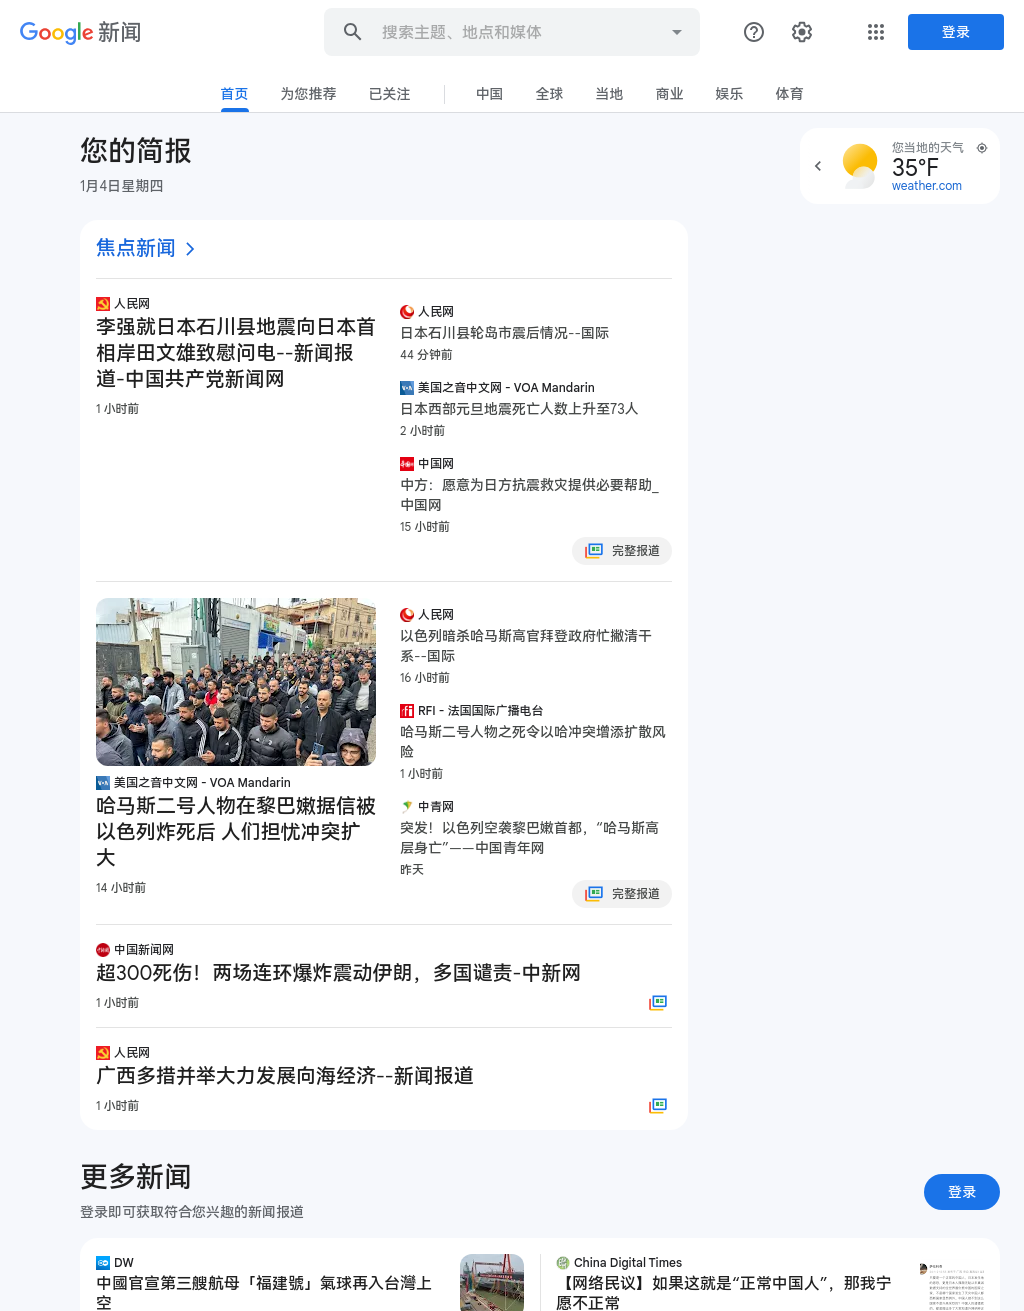 Google 新闻
搜索主题、地点和媒体
登录
首页
为您推荐
已关注
中国
全球
当地
商业
娱乐
体育
您的简报
1月4日星期四
您当地的天气
35°F
weather.com
焦点新闻
人民网
李强就日本石川县地震向日本首
相岸田文雄致慰问电--新闻报
道-中国共产党新闻网
1 小时前
人民网
日本石川县轮岛市震后情况--国际
44 分钟前
美国之音中文网 - VOA Mandarin
日本西部元旦地震死亡人数上升至73人
2 小时前
中国网
中方：愿意为日方抗震救灾提供必要帮助_
中国网
15 小时前
完整报道
美国之音中文网 - VOA Mandarin
哈马斯二号人物在黎巴嫩据信被
以色列炸死后 人们担忧冲突扩
大
14 小时前
人民网
以色列暗杀哈马斯高官拜登政府忙撇清干
系--国际
16 小时前
RFI - 法国国际广播电台
哈马斯二号人物之死令以哈冲突增添扩散风
险
1 小时前
中青网
突发！以色列空袭黎巴嫩首都，“哈马斯高
层身亡”——中国青年网
昨天
完整报道
中国新闻网
超300死伤！两场连环爆炸震动伊朗，多国谴责-中新网
1 小时前
人民网
广西多措并举大力发展向海经济--新闻报道
1 小时前
更多新闻
登录即可获取符合您兴趣的新闻报道
登录
DW
中國官宣第三艘航母「福建號」氣球再入台灣上
空
China Digital Times
【网络民议】如果这就是“正常中国人”，那我宁
愿不正常